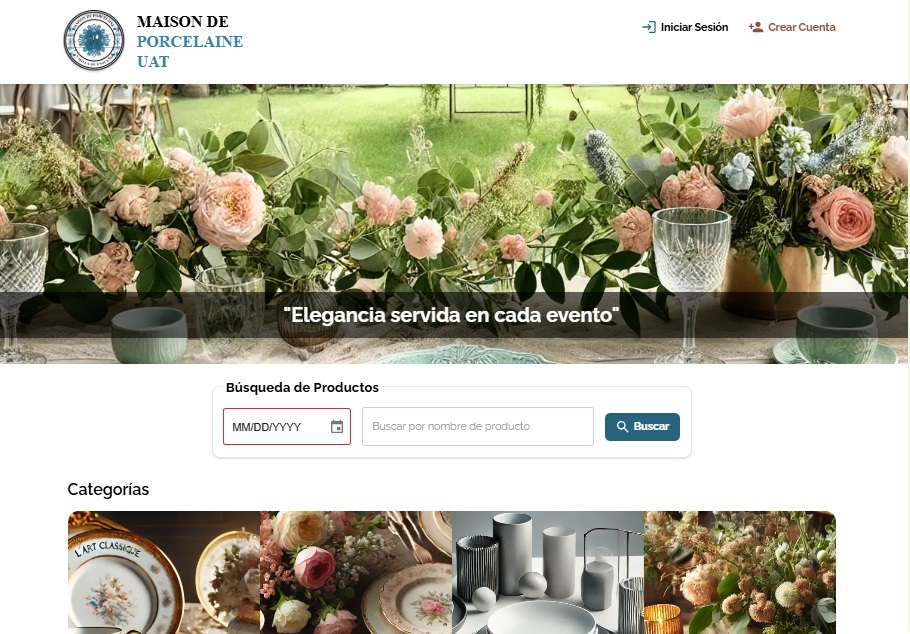 MAISON DE
PORCELAINE
UAT
Iniciar Sesión
Crear Cuenta
"Elegancia servida en cada evento"
Búsqueda de Productos
MM/DD/YYYY
Buscar por nombre de producto
Buscar
Categorías
L'ART CLASSIQUE